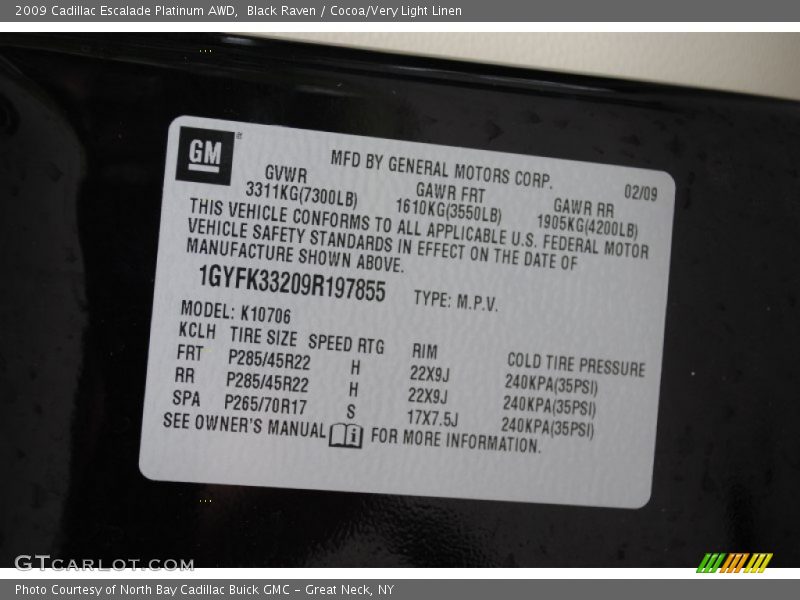 2009 Cadillac Escalade Platinum AWD, Black Raven / Cocoa/Very Light Linen
GM
MFD BY GENERAL MOTORS CORP. 02/09
GVWR GAWR FRT GAWR RR
3311KG(7300LB) 1610KG(3550LB) 1905KG(4200LB)
THIS VEHICLE CONFORMS TO ALL APPLICABLE U.S. FEDERAL MOTOR
VEHICLE SAFETY STANDARDS IN EFFECT ON THE DATE OF
MANUFACTURE SHOWN ABOVE.
1GYFK33209R197855 TYPE: M.P.V.
MODEL: K10706
KCLH TIRE SIZE SPEED RTG RIM COLD TIRE PRESSURE
FRT P285/45R22 H 22X9J 240KPA(35PSI)
RR P285/45R22 H 22X9J 240KPA(35PSI)
SPA P265/70R17 S 17X7.5J 240KPA(35PSI)
SEE OWNER'S MANUAL FOR MORE INFORMATION.
GTCARLOT.COM
Photo Courtesy of North Bay Cadillac Buick GMC - Great Neck, NY